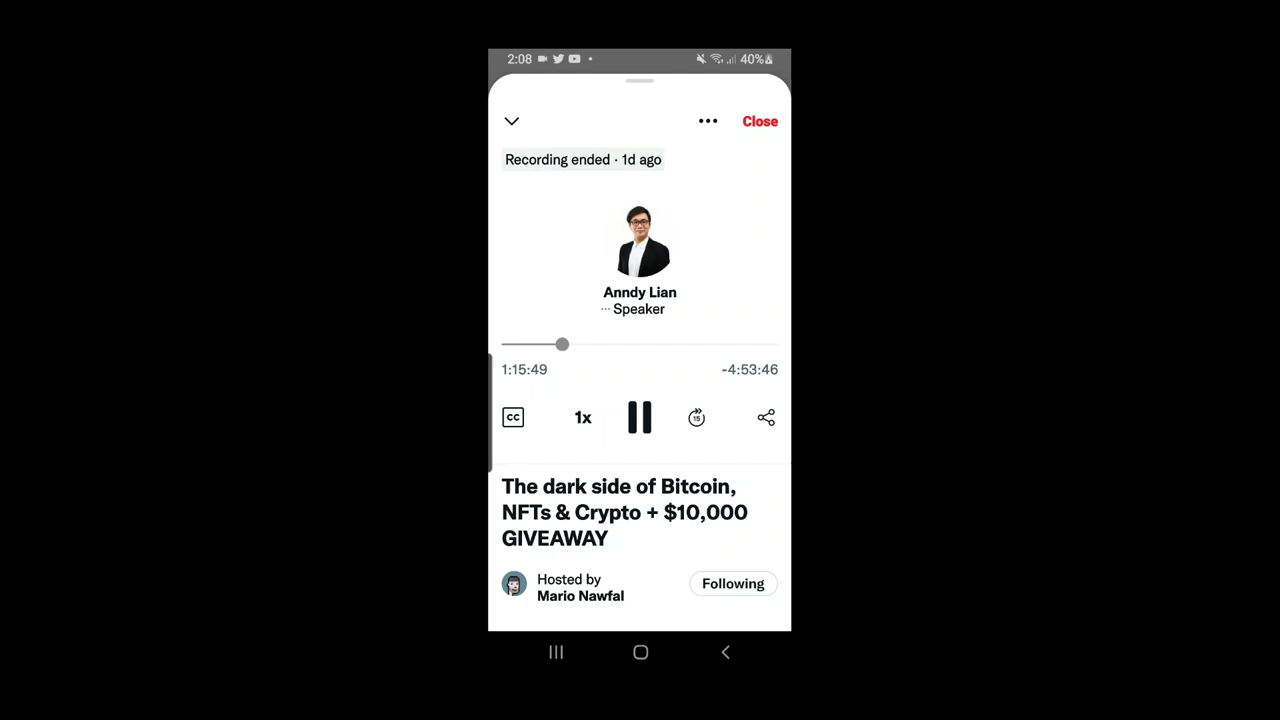 2:08 40%
Close
Recording ended · 1d ago
Anndy Lian
Speaker
1:15:49 -4:53:46
CC 1x 15
The dark side of Bitcoin,
NFTs & Crypto + $10,000
GIVEAWAY
Hosted by
Mario Nawfal
Following